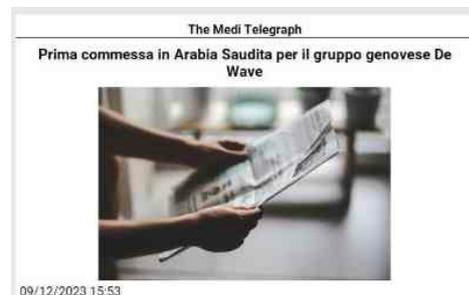 The Medi Telegraph
Prima commessa in Arabia Saudita per il gruppo genovese De
Wave
09/12/2023 15:53